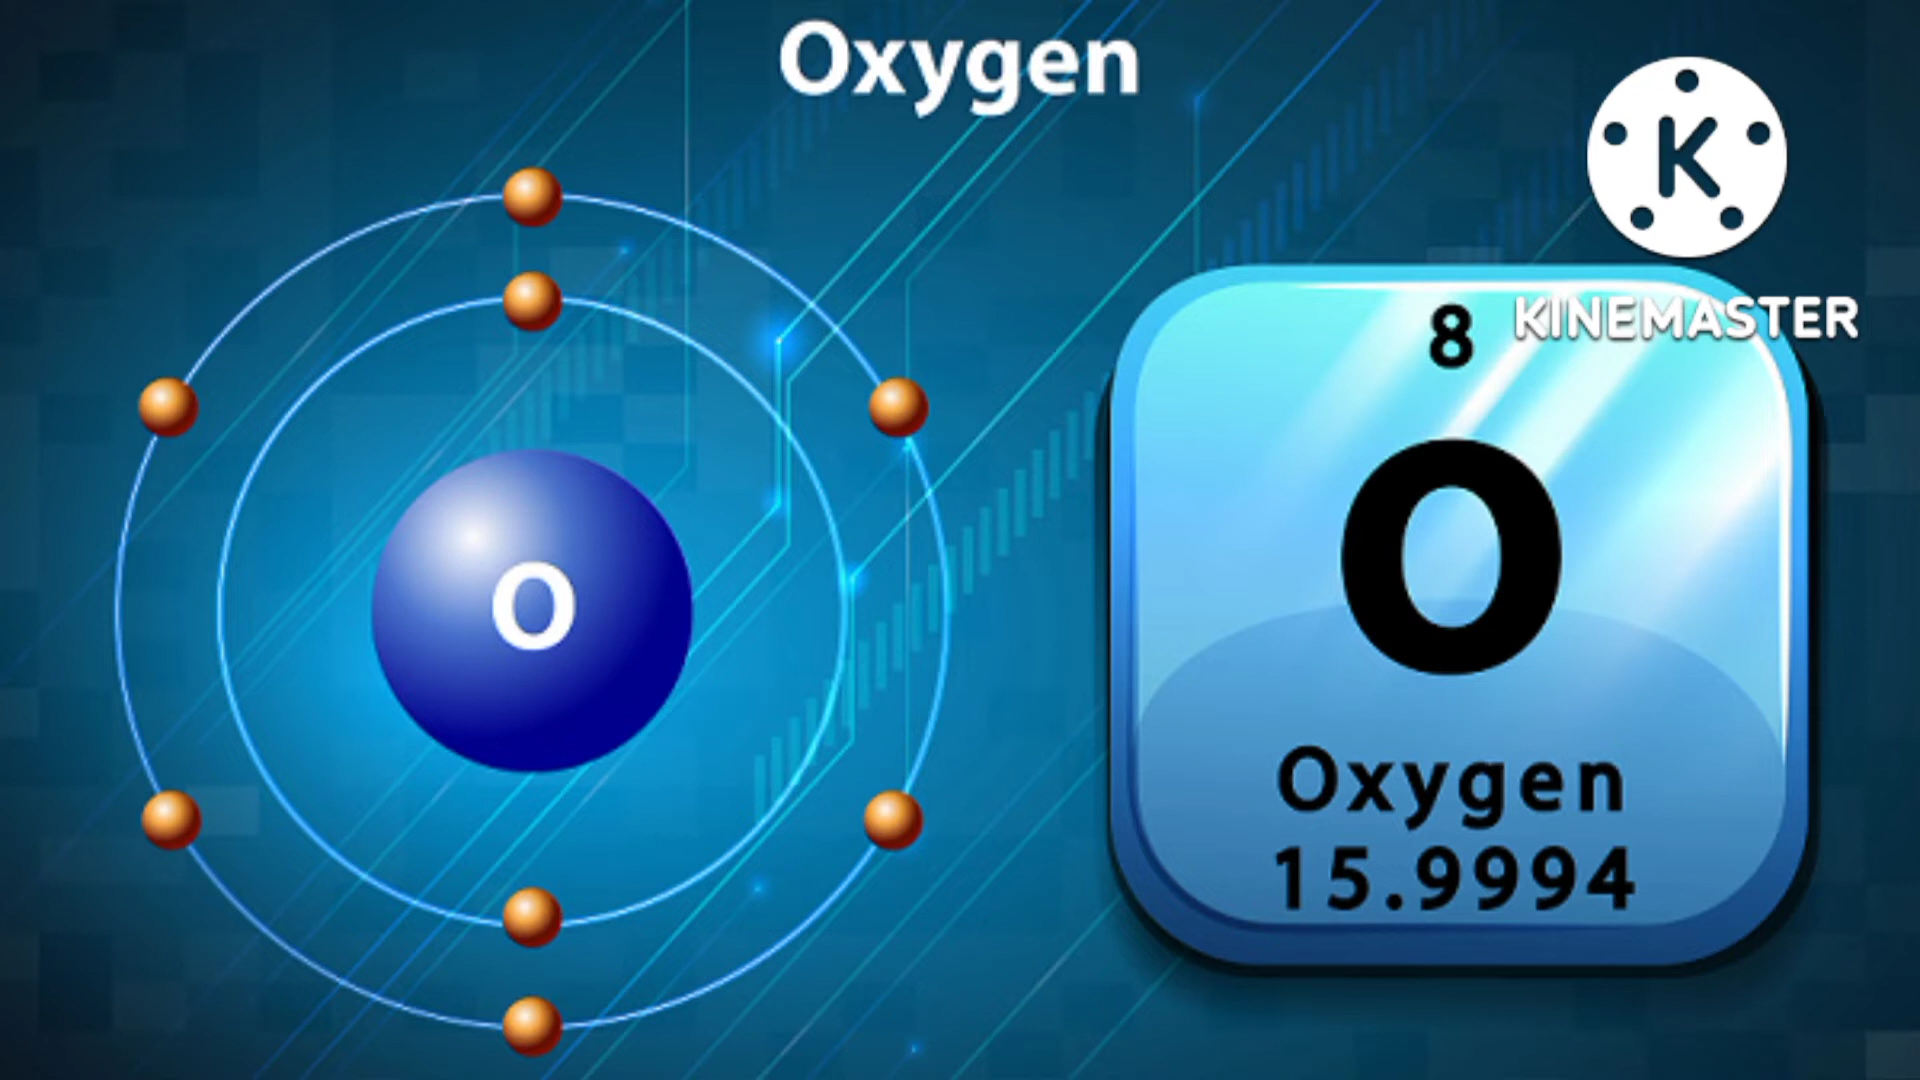 Oxygen
K
KINEMASTER
O
8
O
Oxygen
15.9994